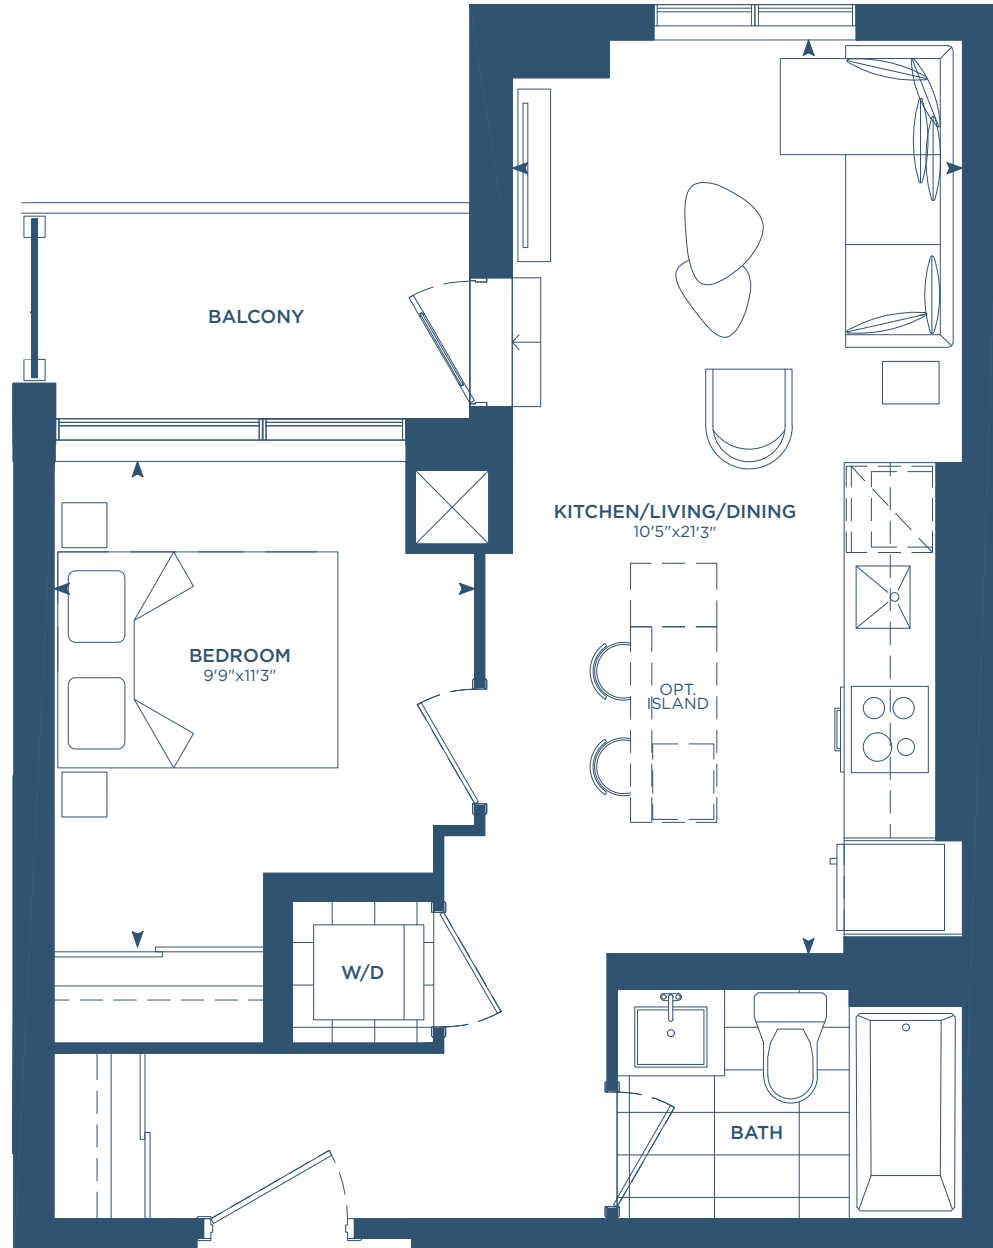 BALCONY
KITCHEN/LIVING/DINING
10'5"x21'3"
BEDROOM
9'9"x11'3"
OPT.
ISLAND
W/D
BATH